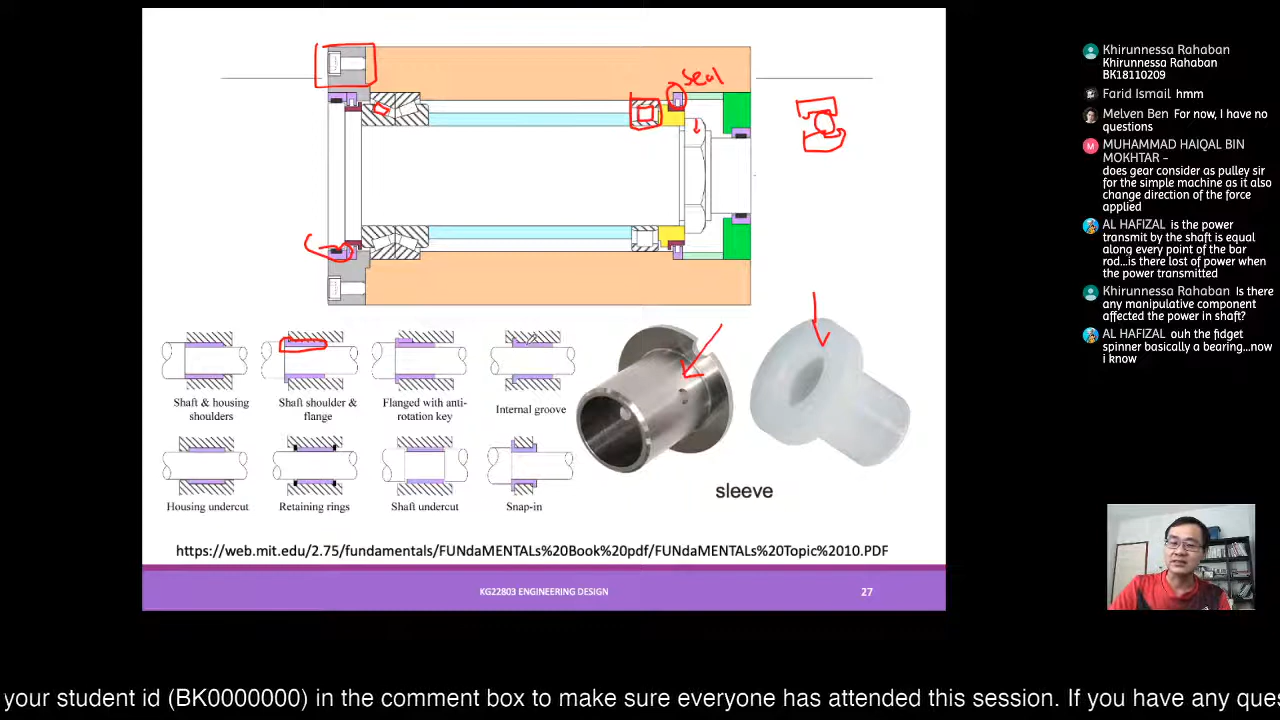 seal
Shaft & housing
shoulders
Shaft shoulder &
flange
Flanged with anti-
rotation key
Internal groove
Housing undercut
Retaining rings
Shaft undercut
Snap-in
sleeve
https://web.mit.edu/2.75/fundamentals/FUNdaMENTALs%20Book%20pdf/FUNdaMENTALs%20Topic%2010.PDF
KG22803 ENGINEERING DESIGN
27
Khirunnessa Rahaban
Khirunnessa Rahaban
BK18110209
Farid Ismail hmm
Melven Ben For now, I have no
questions
M MUHAMMAD HAIQAL BIN
MOKHTAR -
does gear consider as pulley sir
for the simple machine as it also
change direction of the force
applied
AL HAFIZAL is the power
transmit by the shaft is equal
along every point of the bar
rod...is there lost of power when
the power transmitted
Khirunnessa Rahaban Is there
any manipulative component
affected the power in shaft?
AL HAFIZAL ouh the fidget
spinner basically a bearing...now
i know
your student id (BK0000000) in the comment box to make sure everyone has attended this session. If you have any ques